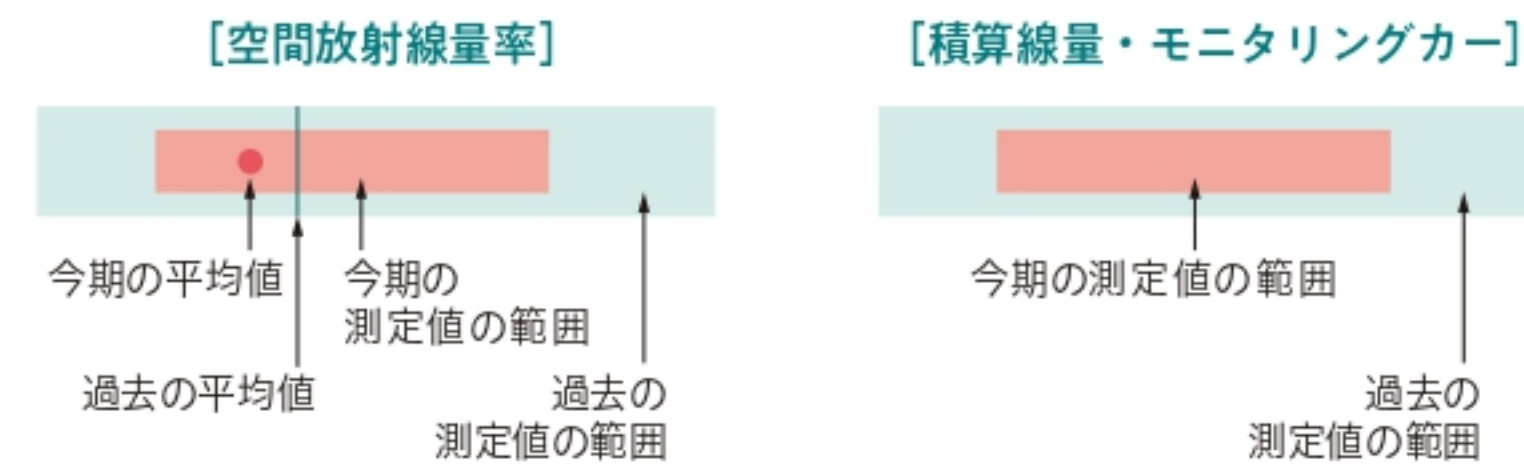 [空間放射線量率]
今期の平均値
今期の
測定値の範囲
過去の平均値
過去の
測定値の範囲
[積算線量・モニタリングカー]
今期の測定値の範囲
過去の
測定値の範囲